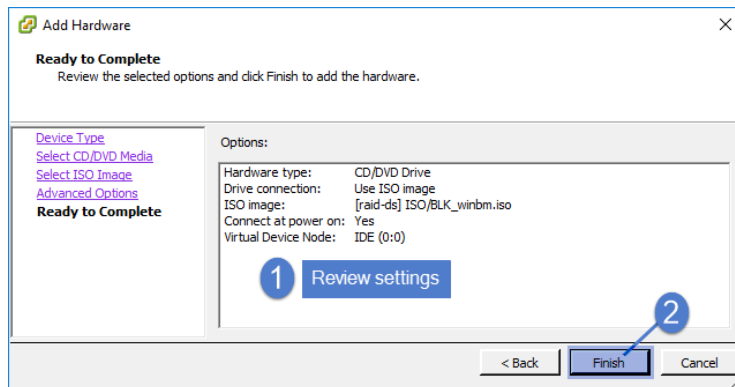 Add Hardware
Ready to Complete
Review the selected options and click Finish to add the hardware.
Device Type
Select CD/DVD Media
Select ISO Image
Advanced Options
Ready to Complete
Options:
Hardware type: CD/DVD Drive
Drive connection: Use ISO image
ISO image: [raid-ds] ISO/BLK_winbm.iso
Connect at power on: Yes
Virtual Device Node: IDE (0:0)
1 Review settings
2
< Back Finish Cancel